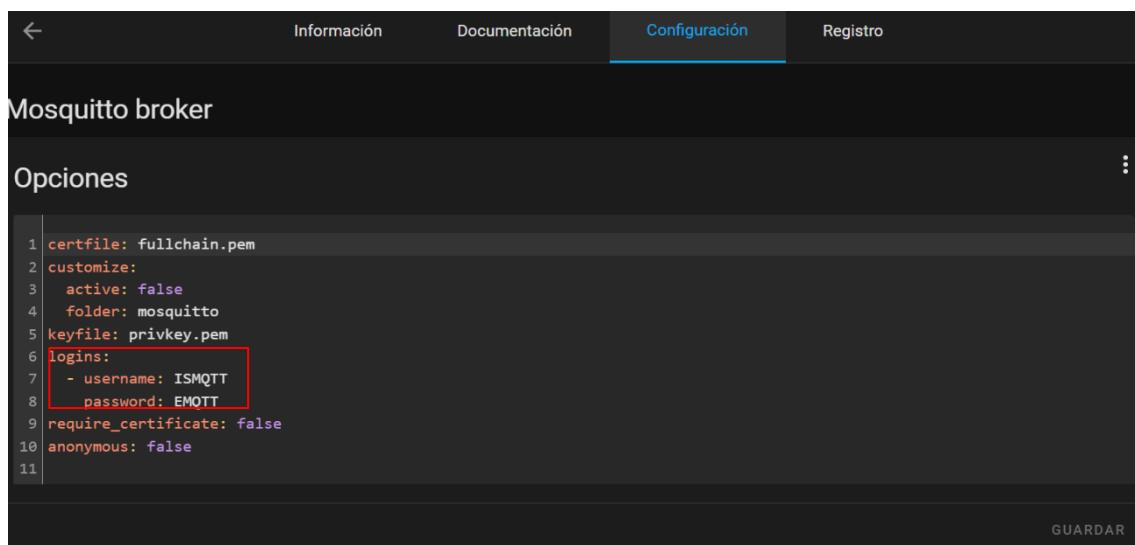 Información Documentación Configuración Registro
Mosquitto broker
Opciones
1 certfile: fullchain.pem
2 customize:
3   active: false
4   folder: mosquitto
5 keyfile: privkey.pem
6 logins:
7   - username: ISMQTT
8     password: EMQTT
9 require_certificate: false
10 anonymous: false
11
GUARDAR